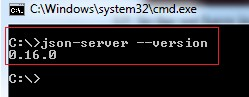 C:\Windows\system32\cmd.exe
C:\>json-server --version
0.16.0
C:\>